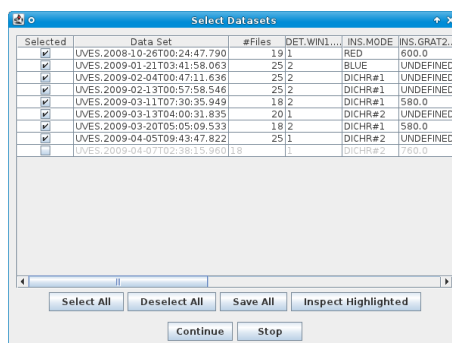 Select Datasets
Selected Data Set #Files DET.WIN1.... INS.MODE INS.GRAT2..
UVES.2008-10-26T00:24:47.790 19 1 RED 600.0
UVES.2009-01-21T03:41:58.063 25 2 BLUE UNDEFINED
UVES.2009-02-04T00:47:11.636 25 2 DICHR#1 UNDEFINED
UVES.2009-02-13T00:57:58.546 25 2 DICHR#1 UNDEFINED
UVES.2009-03-11T07:30:35.949 18 2 DICHR#1 580.0
UVES.2009-03-13T04:00:31.835 20 1 DICHR#2 UNDEFINED
UVES.2009-03-20T05:05:09.533 18 2 DICHR#1 580.0
UVES.2009-04-05T09:43:47.822 25 1 DICHR#2 UNDEFINED
UVES.2009-04-07T02:38:15.960 18 1 DICHR#2 760.0
Select All Deselect All Save All Inspect Highlighted
Continue Stop